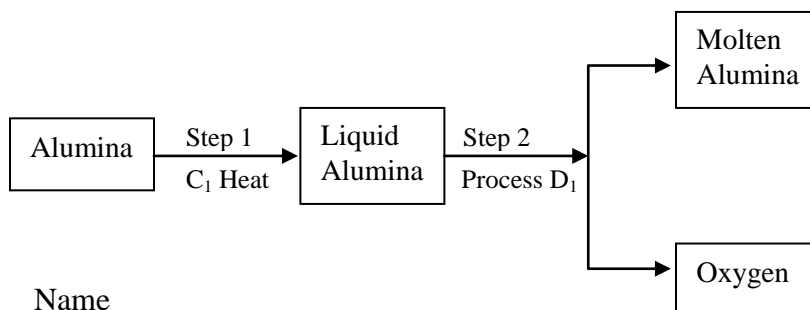 Alumina
Step 1
C₁ Heat
Liquid
Alumina
Step 2
Process D₁
Molten
Alumina
Oxygen
Name